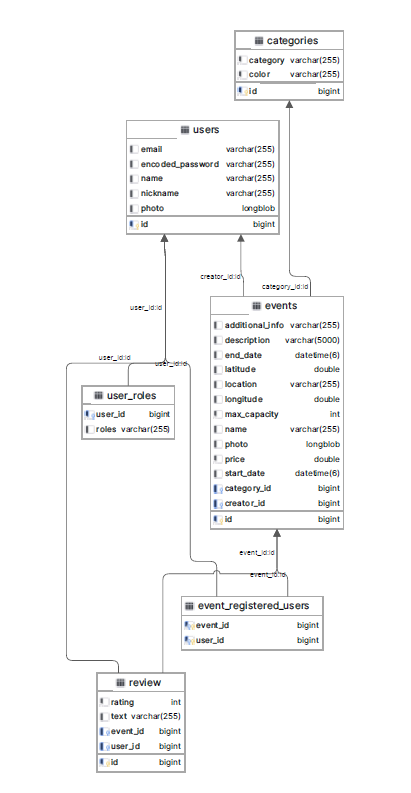 categories
category varchar(255)
color varchar(255)
id bigint
users
email varchar(255)
encoded_password varchar(255)
name varchar(255)
nickname varchar(255)
photo longblob
id bigint
creator_id:id
category_id:id
events
additional_info varchar(255)
description varchar(5000)
end_date datetime(6)
latitude double
location varchar(255)
longitude double
max_capacity int
name varchar(255)
photo longblob
price double
start_date datetime(6)
category_id bigint
creator_id bigint
id bigint
user_id:id
user_id:id
user_id:id
user_roles
user_id bigint
roles varchar(255)
event_id:id
event_id:id
event_registered_users
event_id bigint
user_id bigint
review
rating int
text varchar(255)
event_id bigint
user_id bigint
id bigint